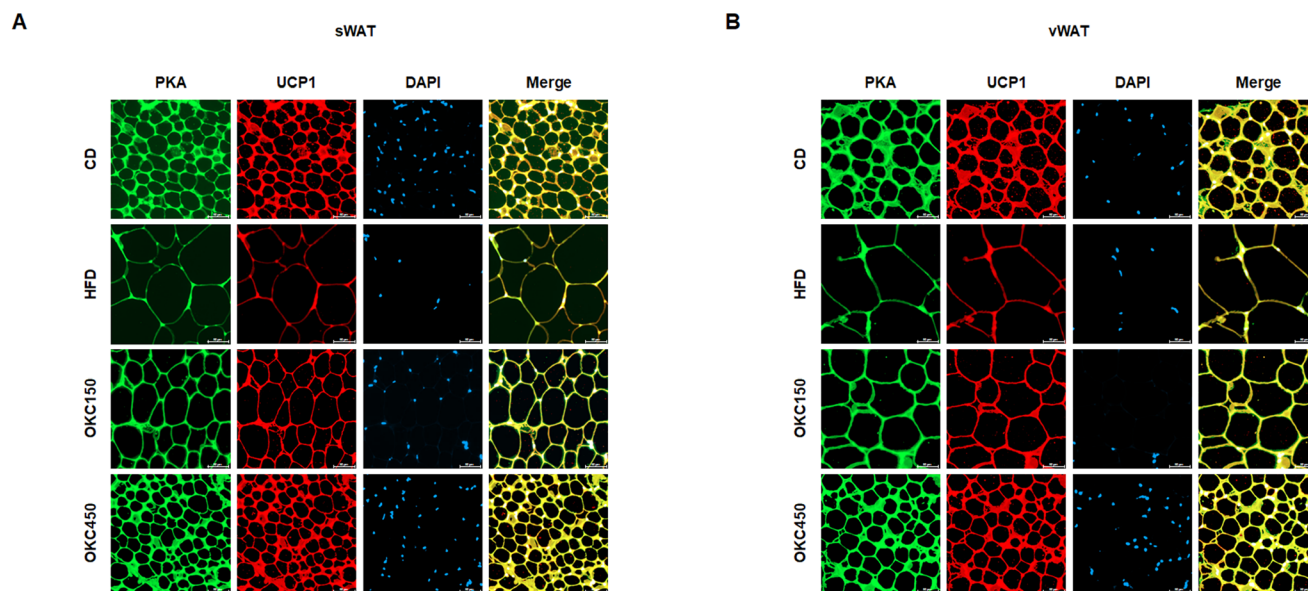 A
B
sWAT
vWAT
PKA UCP1 DAPI Merge
PKA UCP1 DAPI Merge
CD
CD
HFD
HFD
OKC150
OKC150
OKC450
OKC450